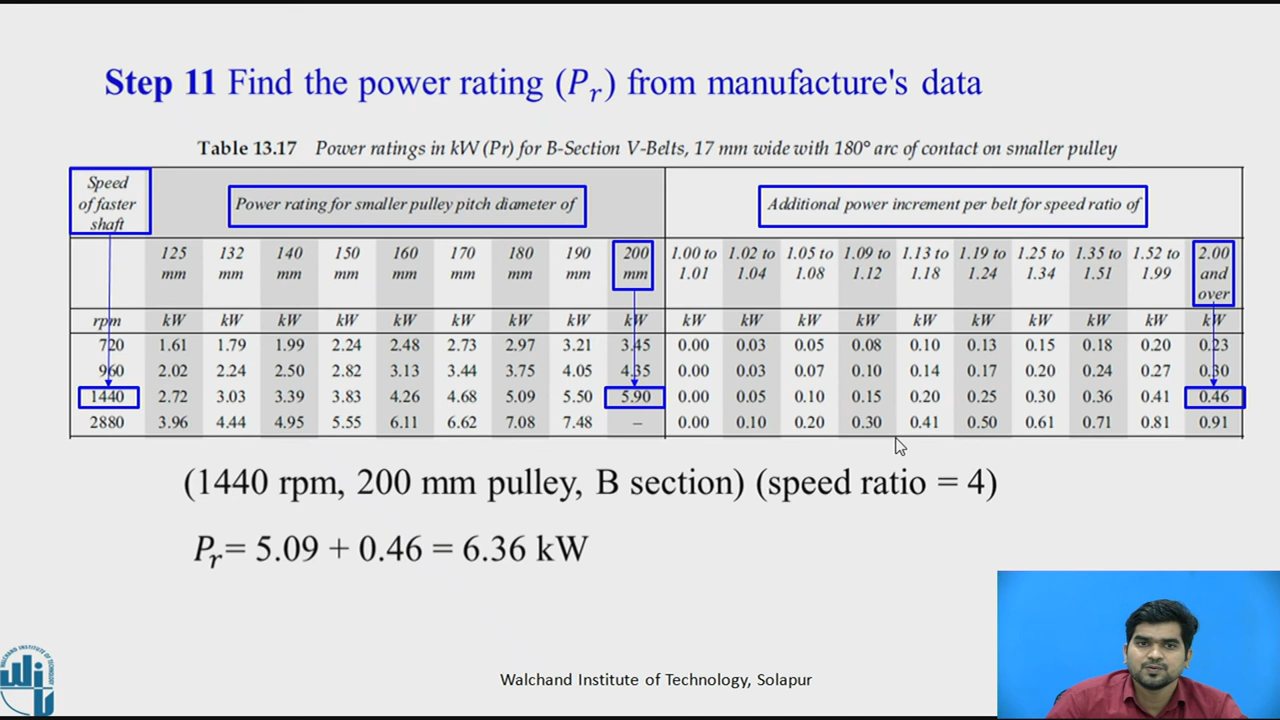 Step 11 Find the power rating (Pr) from manufacture's data
Table 13.17 Power ratings in kW (Pr) for B-Section V-Belts, 17 mm wide with 180° arc of contact on smaller pulley
Speed of faster shaft Power rating for smaller pulley pitch diameter of Additional power increment per belt for speed ratio of
125 mm 132 mm 140 mm 150 mm 160 mm 170 mm 180 mm 190 mm 200 mm 1.00 to 1.01 1.02 to 1.04 1.05 to 1.08 1.09 to 1.12 1.13 to 1.18 1.19 to 1.24 1.25 to 1.34 1.35 to 1.51 1.52 to 1.99 2.00 and over
rpm kW kW kW kW kW kW kW kW kW kW kW kW kW kW kW kW kW kW kW
720 1.61 1.79 1.99 2.24 2.48 2.73 2.97 3.21 3.45 0.00 0.03 0.05 0.08 0.10 0.13 0.15 0.18 0.20 0.23
960 2.02 2.24 2.50 2.82 3.13 3.44 3.75 4.05 4.35 0.00 0.03 0.07 0.10 0.14 0.17 0.20 0.24 0.27 0.30
1440 2.72 3.03 3.39 3.83 4.26 4.68 5.09 5.50 5.90 0.00 0.05 0.10 0.15 0.20 0.25 0.30 0.36 0.41 0.46
2880 3.96 4.44 4.95 5.55 6.11 6.62 7.08 7.48 – 0.00 0.10 0.20 0.30 0.41 0.50 0.61 0.71 0.81 0.91
(1440 rpm, 200 mm pulley, B section) (speed ratio = 4)
Pr= 5.09 + 0.46 = 6.36 kW
WALCHAND INSTITUTE OF TECHNOLOGY
WIT
Walchand Institute of Technology, Solapur